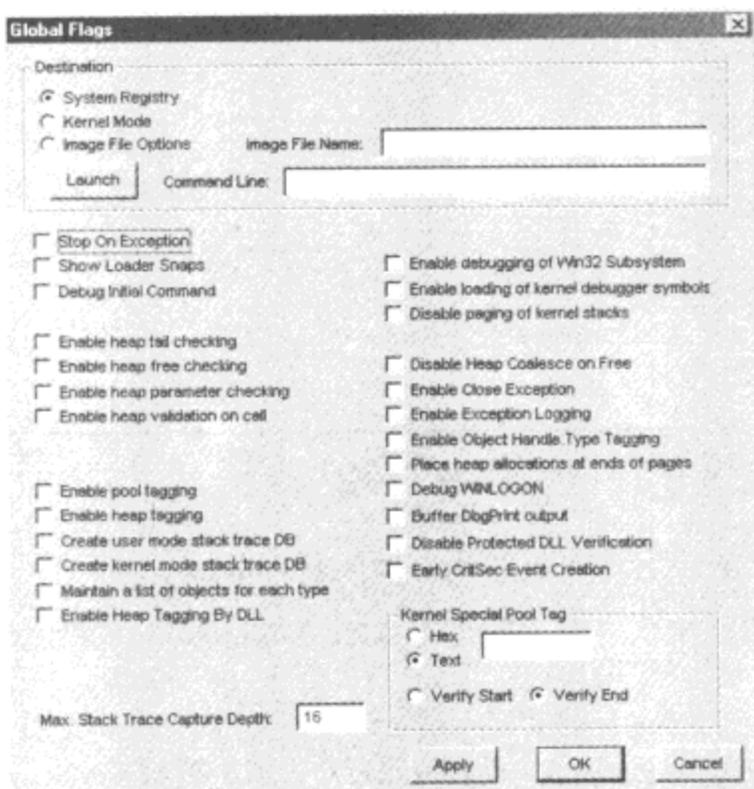 Global Flags
Destination
System Registry
Kernel Mode
Image File Options
Image File Name:
Launch
Command Line:
Stop On Exception
Show Loader Snaps
Debug Initial Command
Enable heap tail checking
Enable heap free checking
Enable heap parameter checking
Enable heap validation on call
Enable pool tagging
Enable heap tagging
Create user mode stack trace DB
Create kernel mode stack trace DB
Maintain a list of objects for each type
Enable Heap Tagging By DLL
Max. Stack Trace Capture Depth:
16
Enable debugging of Win32 Subsystem
Enable loading of kernel debugger symbols
Disable paging of kernel stacks
Disable Heap Coalesce on Free
Enable Close Exception
Enable Exception Logging
Enable Object Handle Type Tagging
Place heap allocations at ends of pages
Debug WINLOGON
Buffer DbgPrint output
Disable Protected DLL Verification
Early CritSec Event Creation
Kernel Special Pool Tag
Hex
Text
Verify Start
Verify End
Apply
OK
Cancel